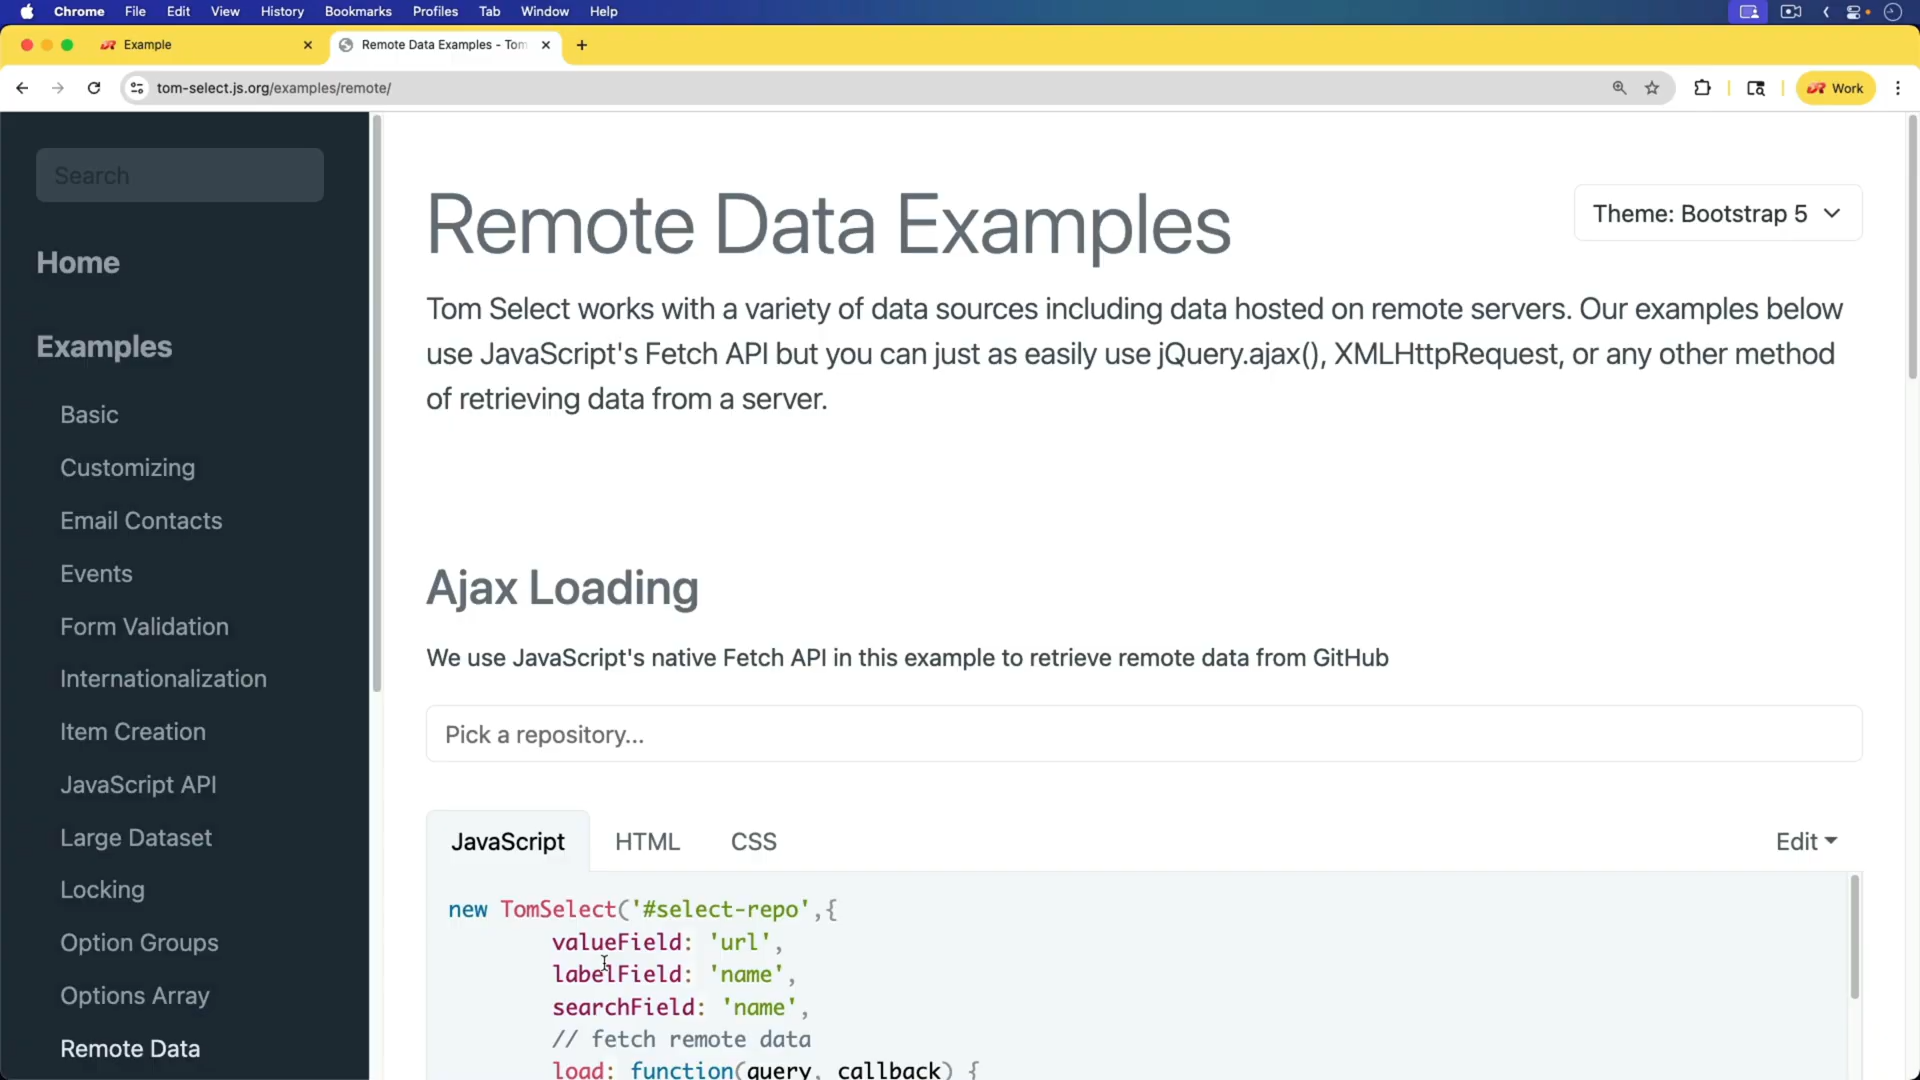 Chrome File Edit View History Bookmarks Profiles Tab Window Help
Example
Remote Data Examples - Tom
tom-select.js.org/examples/remote/
Work
Search
Home
Examples
Basic
Customizing
Email Contacts
Events
Form Validation
Internationalization
Item Creation
JavaScript API
Large Dataset
Locking
Option Groups
Options Array
Remote Data
Remote Data Examples
Theme: Bootstrap 5
Tom Select works with a variety of data sources including data hosted on remote servers. Our examples below
use JavaScript's Fetch API but you can just as easily use jQuery.ajax(), XMLHttpRequest, or any other method
of retrieving data from a server.
Ajax Loading
We use JavaScript's native Fetch API in this example to retrieve remote data from GitHub
Pick a repository...
JavaScript HTML CSS Edit
new TomSelect('#select-repo',{
valueField: 'url',
labelField: 'name',
searchField: 'name',
// fetch remote data
load: function(query, callback) {